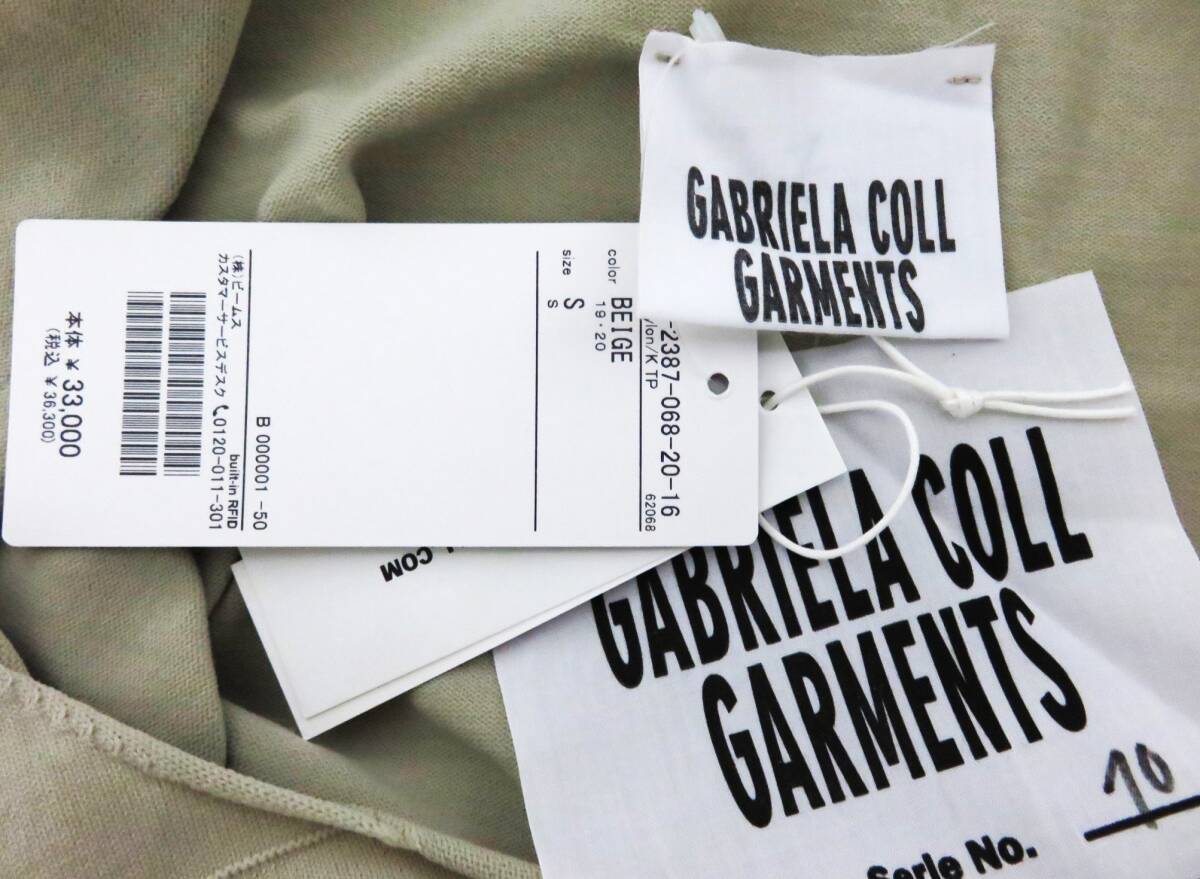 GABRIELA COLL
GARMENTS
-2387-068-20-16
ylon/K TP
62068
color BEIGE
19・20
size S
S
B 000001 -50
built-in RFID
(株)ビームス
カスタマーサービスデスク 0120-011-301
本体 ¥ 33,000
(税込 ¥ 36,300)
.COM
GABRIELA COLL
GARMENTS
Serie No. 10